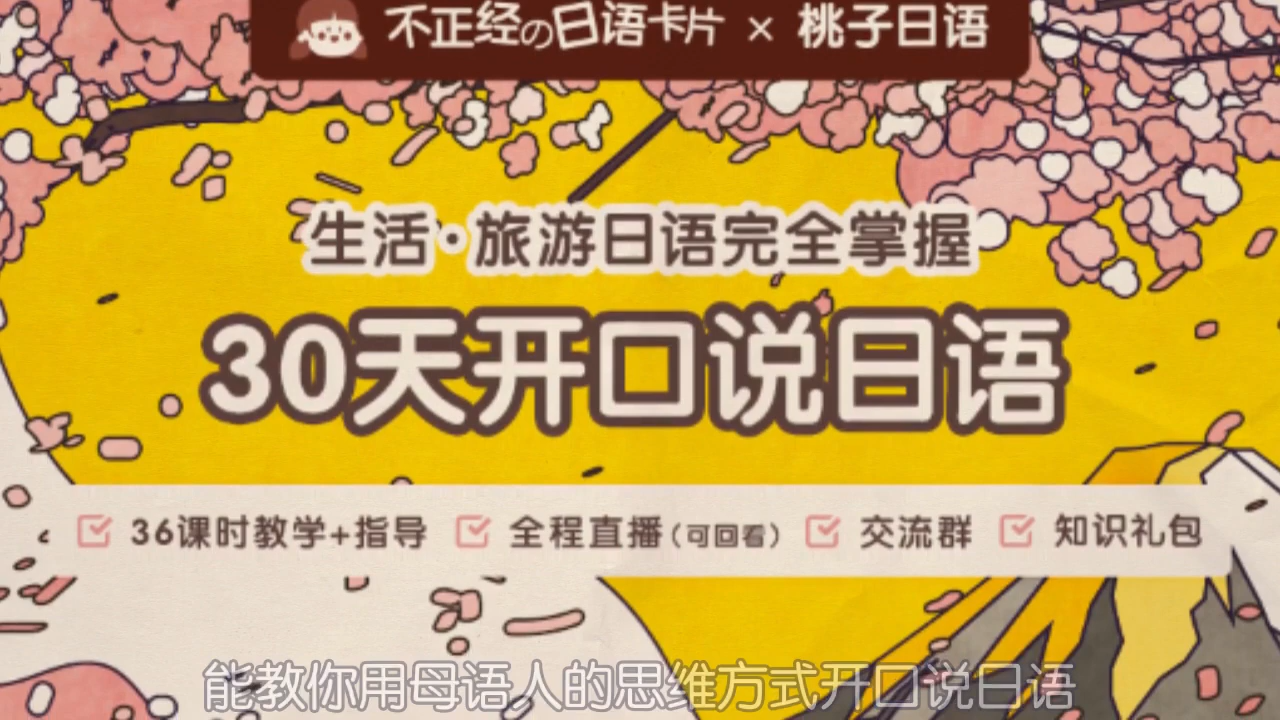 不正经の日语卡片 × 桃子日语
生活·旅游日语完全掌握
30天开口说日语
36课时教学+指导 全程直播(可回看) 交流群 知识礼包
能教你用母语人的思维方式开口说日语